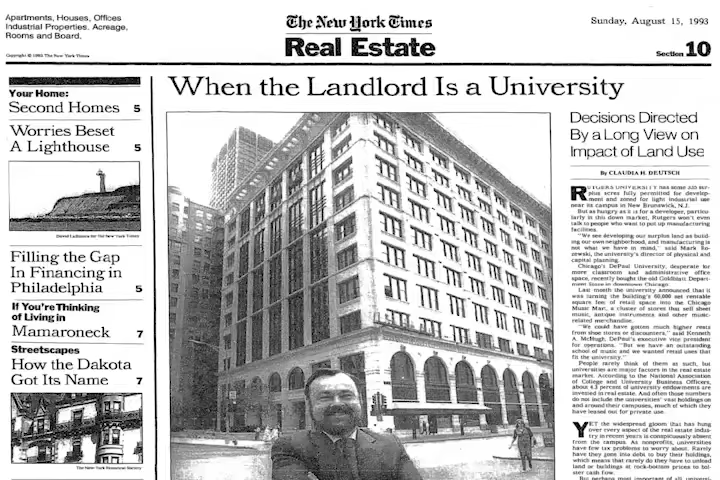 Apartments, Houses, Offices
Industrial Properties. Acreage,
Rooms and Board.
Copyright © 1993 The New York Times
The New York Times
Real Estate
Sunday, August 15, 1993
Section 10
Your Home:
Second Homes 5
Worries Beset
A Lighthouse 5
Filling the Gap
In Financing in
Philadelphia 5
If You're Thinking
of Living in
Mamaroneck 7
Streetscapes
How the Dakota
Got Its Name 7
The New York Historical Society
When the Landlord Is a University
Decisions Directed
By a Long View on
Impact of Land Use
By CLAUDIA H. DEUTSCH
RUTGERS UNIVERSITY has some
plus acres fully permitted for develop-
ment and zoned for light industrial use
near its campus in New Brunswick, N.J.
But as hungry as it is for a developer, particu-
larly in this down market, Rutgers won't even
talk to people who want to put up manufacturing
facilities.
"We see developing our surplus land as build-
ing our own neighborhood, and manufacturing is
not what we have in mind," said Mark
the university's director of physical and
capital planning.
Chicago's DePaul University, desperate for
more classroom and administrative office
space, recently bought the old Goldblatt Depart-
ment Store in downtown Chicago.
Last month the university announced that it
was turning the building's 60,000 net rentable
square feet of retail space into the Chicago
Music Mart, a cluster of stores that sell sheet
music, antique instruments and other music-
related merchandise.
"We could have gotten much higher rents
from shoe stores or discounters," said Kenneth
A. McHugh, DePaul's executive vice president
for operations. "But we have an outstanding
school of music and we wanted retail uses that
fit the university."
People rarely think of them as such, but
universities are major factors in the real estate
market. According to the National Association
of College and University Business Officers,
about 4.3 percent of university endowments are
invested in real estate. And often those numbers
do not include the universities' vast holdings on
and around their campuses, much of which they
have leased out for private use.
YET the widespread gloom that has hung
over every aspect of the real estate indus-
try in recent years is conspicuously absent
from the campus. As nonprofits, universities
have few tax problems to worry about. Rarely
have they gone into debt to buy their holdings,
which means that rarely do they have to unload
land or buildings at rock-bottom prices to bol-
ster cash flow.
But perhaps most important of all, universi-